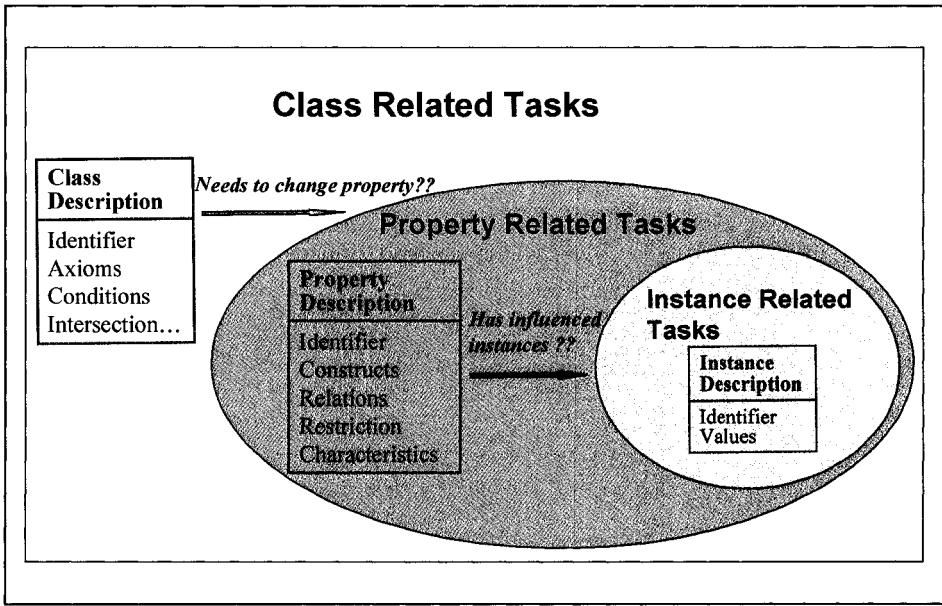 Class Related Tasks
Class
Description
Identifier
Axioms
Conditions
Intersection...
Needs to change property??
Property Related Tasks
Property
Description
Identifier
Constructs
Relations
Restriction
Characteristics
Has influenced
instances ??
Instance Related
Tasks
Instance
Description
Identifier
Values